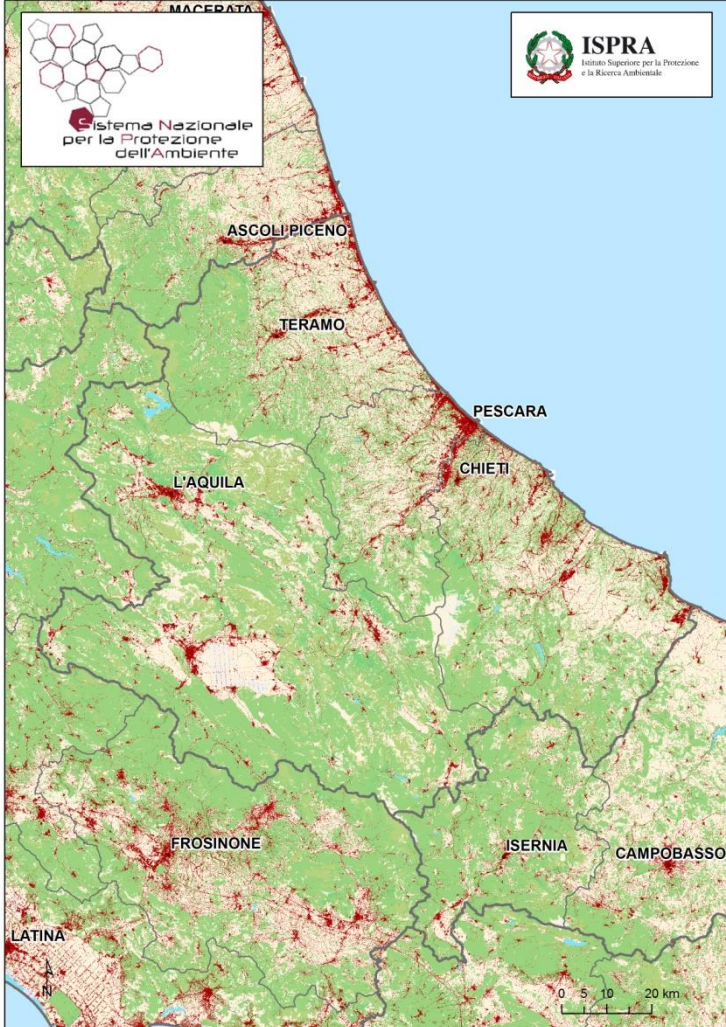 MACERATA
Sistema Nazionale
per la Protezione
dell'Ambiente
ISPRA
Istituto Superiore per la Protezione
e la Ricerca Ambientale
ASCOLI PICENO
TERAMO
PESCARA
CHIETI
L'AQUILA
FROSINONE
ISERNIA
CAMPOBASSO
LATINA
N
0 5 10 20 km